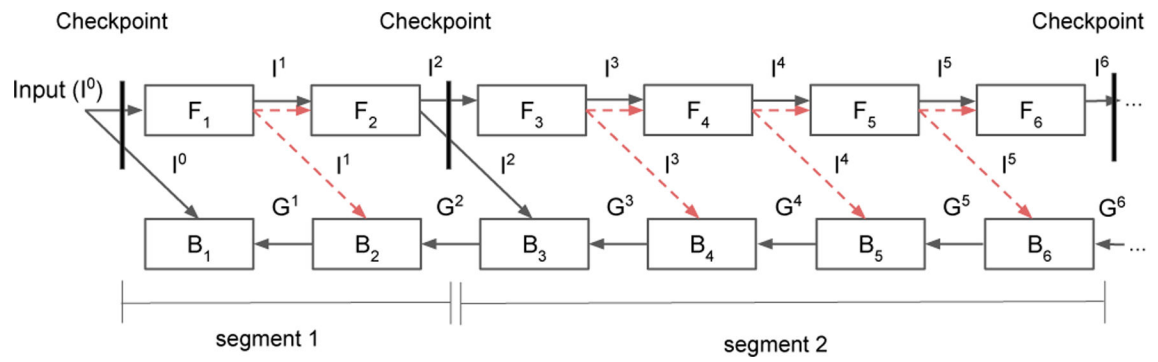 Checkpoint Checkpoint Checkpoint
I¹ I² I³ I⁴ I⁵ I⁶
Input (I⁰) F₁ F₂ F₃ F₄ F₅ F₆ ...
I⁰ I¹ I² I³ I⁴ I⁵
G¹ G² G³ G⁴ G⁵ G⁶
B₁ B₂ B₃ B₄ B₅ B₆ ...
segment 1 segment 2